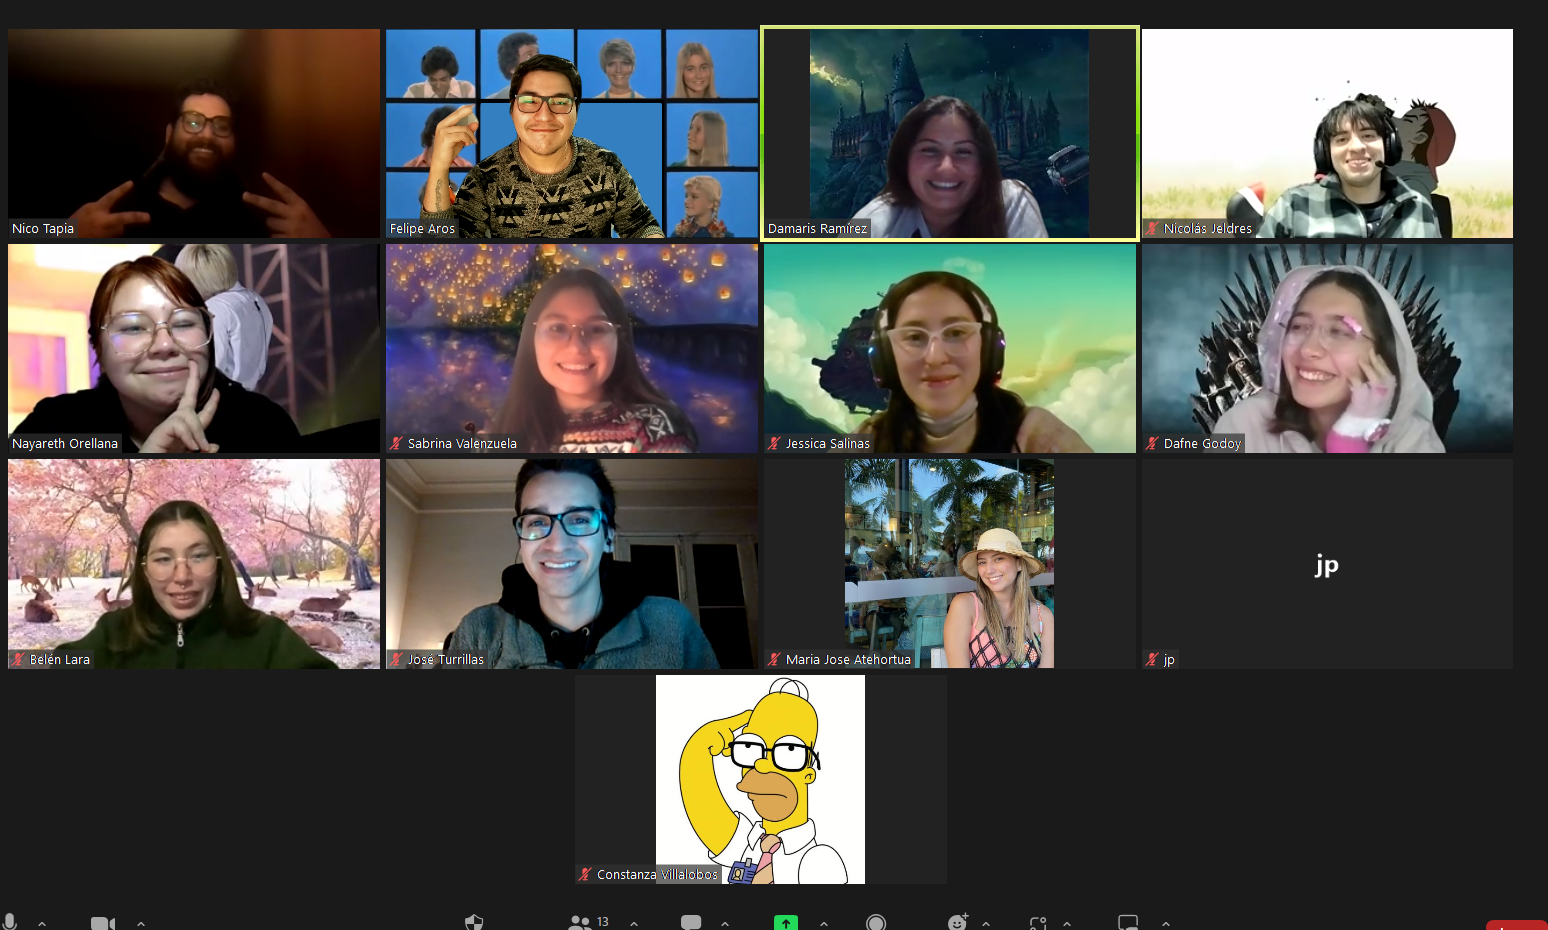 Nico Tapia
Felipe Aros
Damaris Ramírez
Nicolás Jeldres
Nayareth Orellana
Sabrina Valenzuela
Jessica Salinas
Dafne Godoy
Belén Lara
José Turrillas
Maria Jose Atehortua
jp
jp
Constanza Villalobos
13